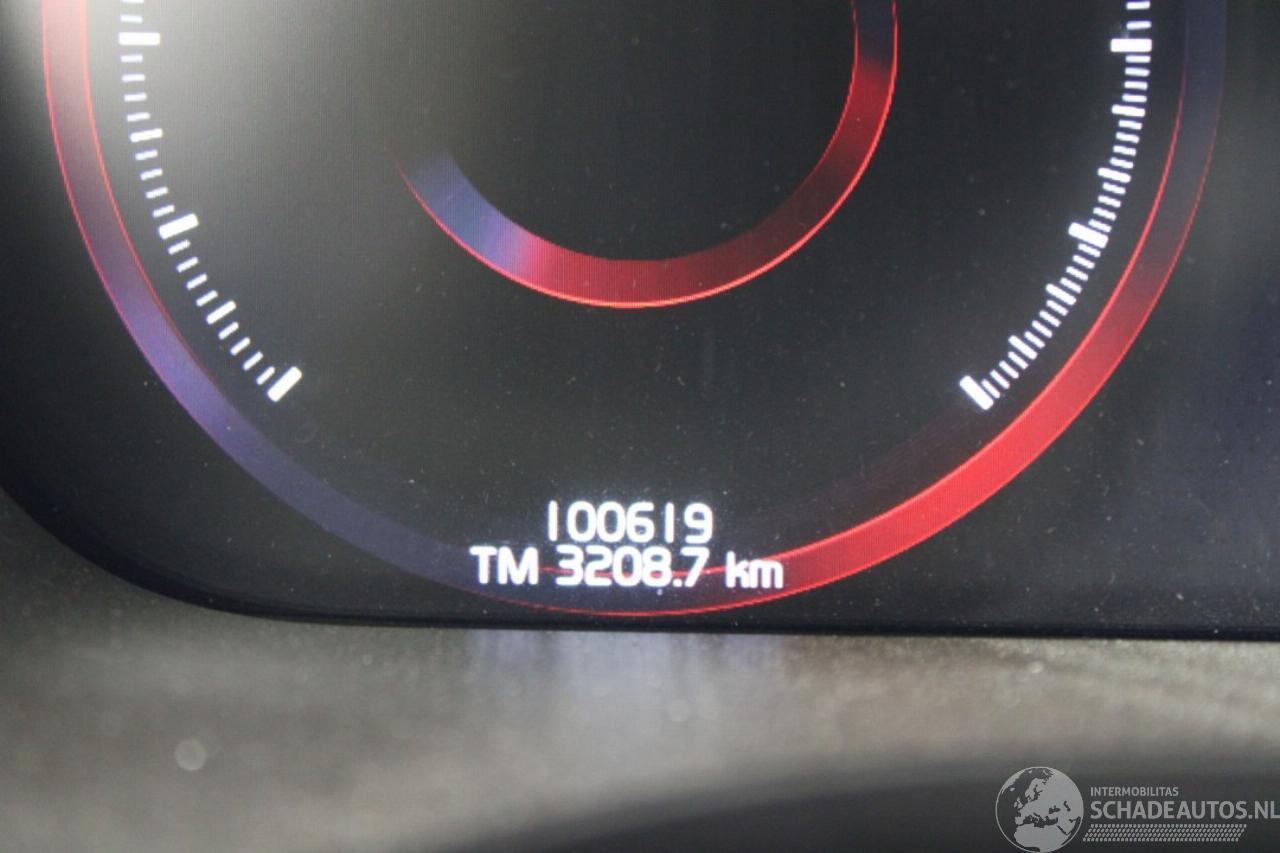 100619
TM 3208.7 km
INTERMOBILITAS
SCHADEAUTOS.NL